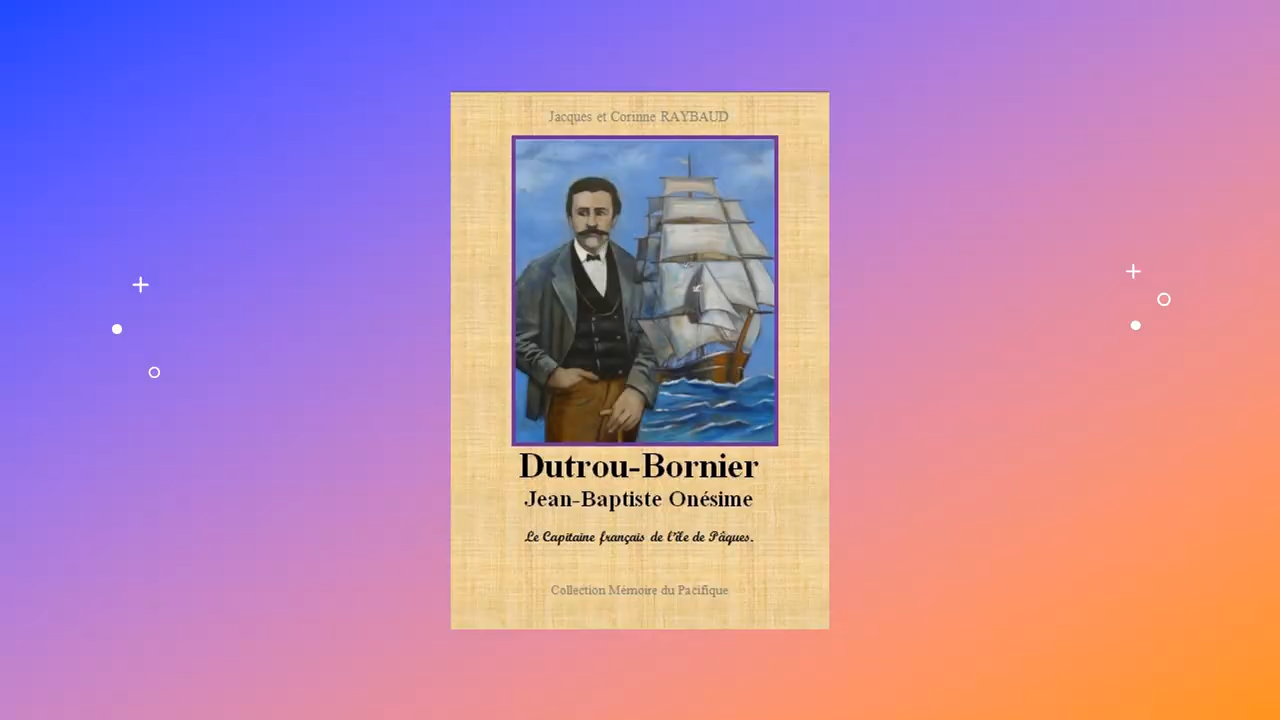 Jacques et Corinne RAYBAUD
Dutrou-Bornier
Jean-Baptiste Onésime
Le Capitaine français de l'île de Pâques.
Collection Mémoire du Pacifique